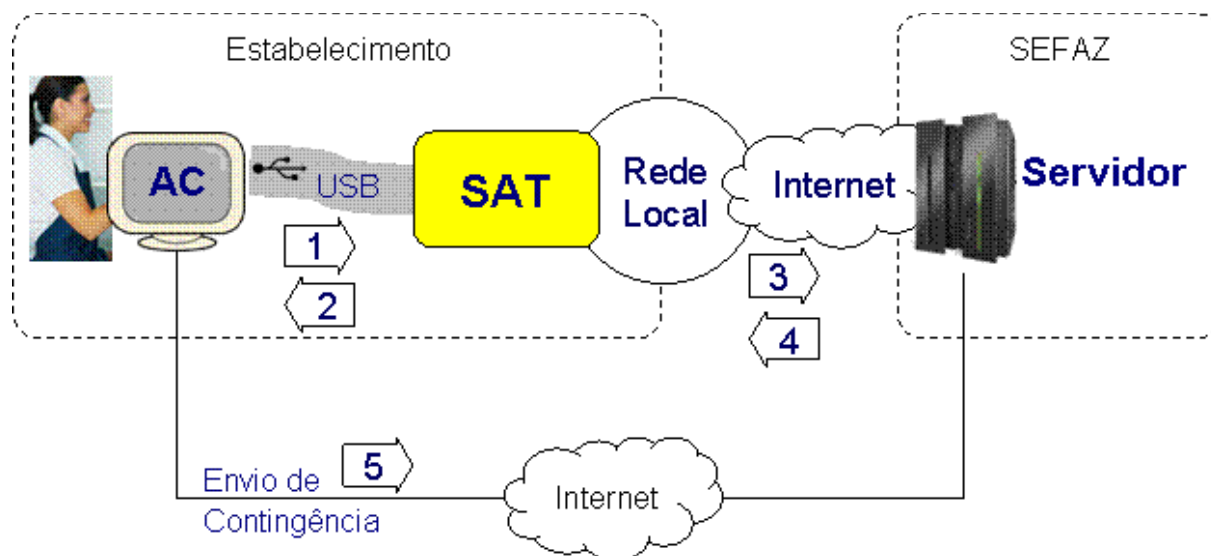 Estabelecimento
SEFAZ
AC
USB
SAT
Rede
Local
Internet
Servidor
1
2
3
4
5
Envio de
Contingência
Internet